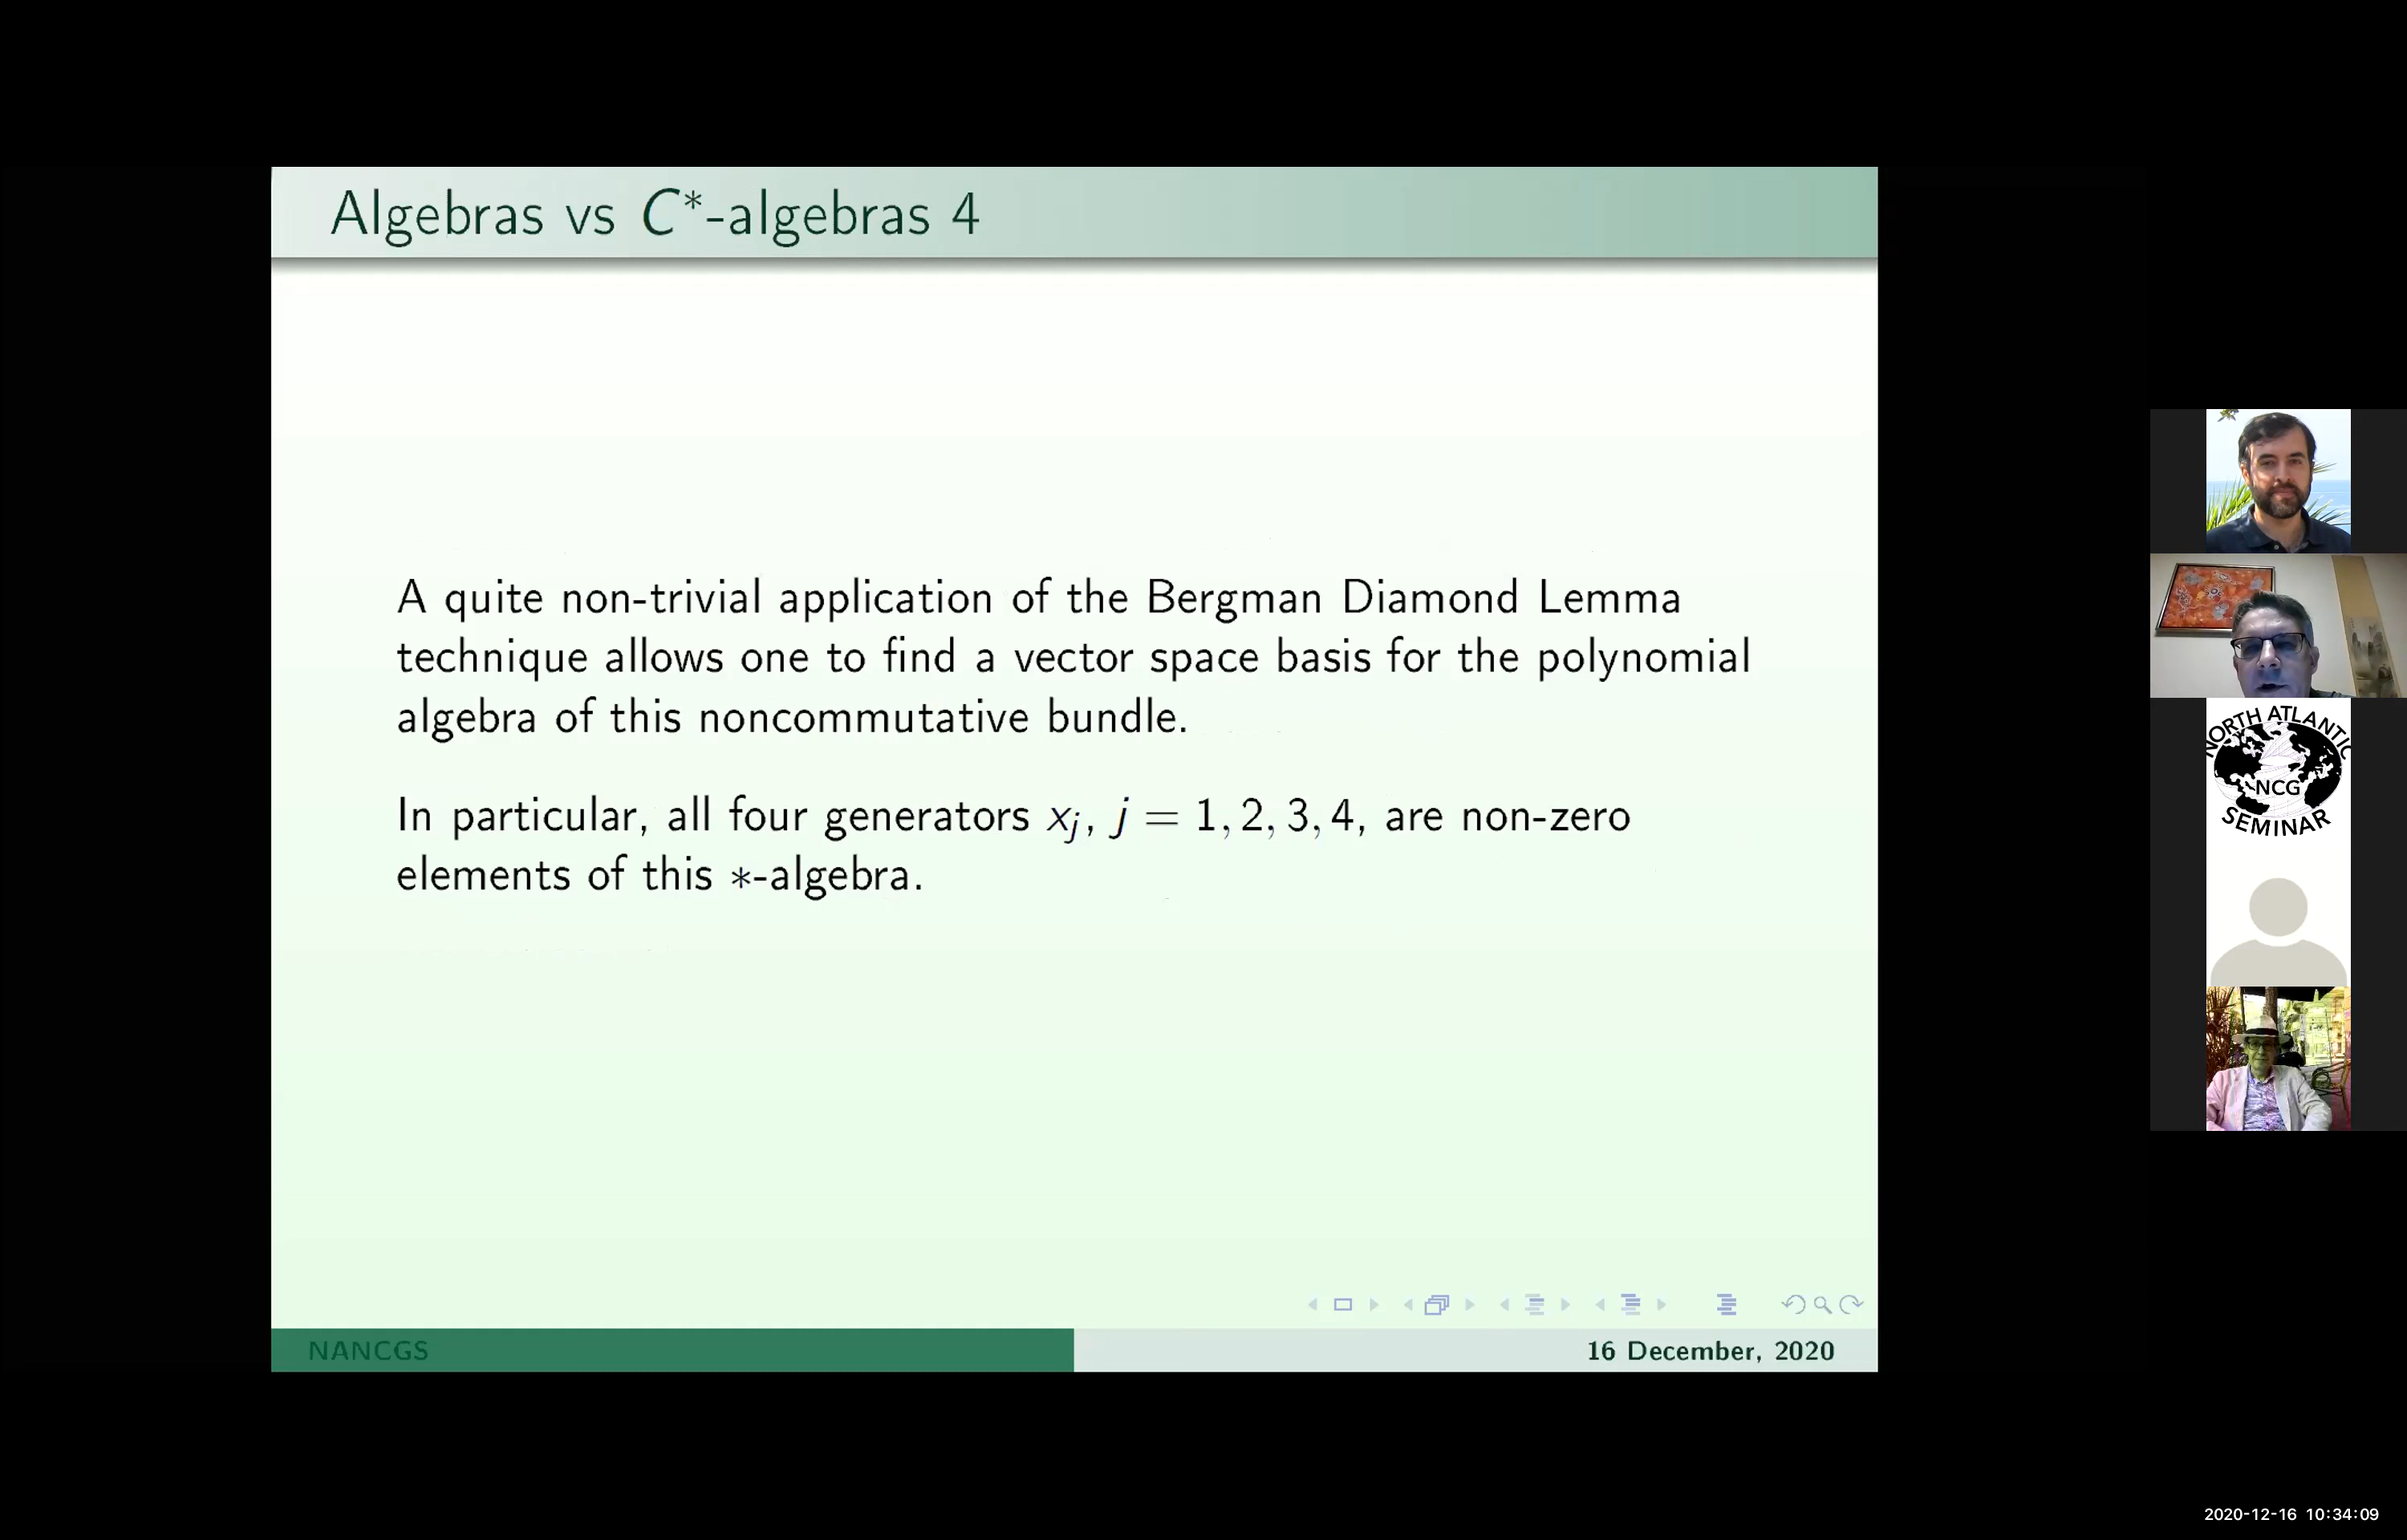 Algebras vs C*-algebras 4
A quite non-trivial application of the Bergman Diamond Lemma
technique allows one to find a vector space basis for the polynomial
algebra of this noncommutative bundle.
In particular, all four generators xⱼ, j = 1, 2, 3, 4, are non-zero
elements of this ∗-algebra.
NANCGS
16 December, 2020
NORTH ATLANTIC
NCG
SEMINAR
2020-12-16 10:34:09